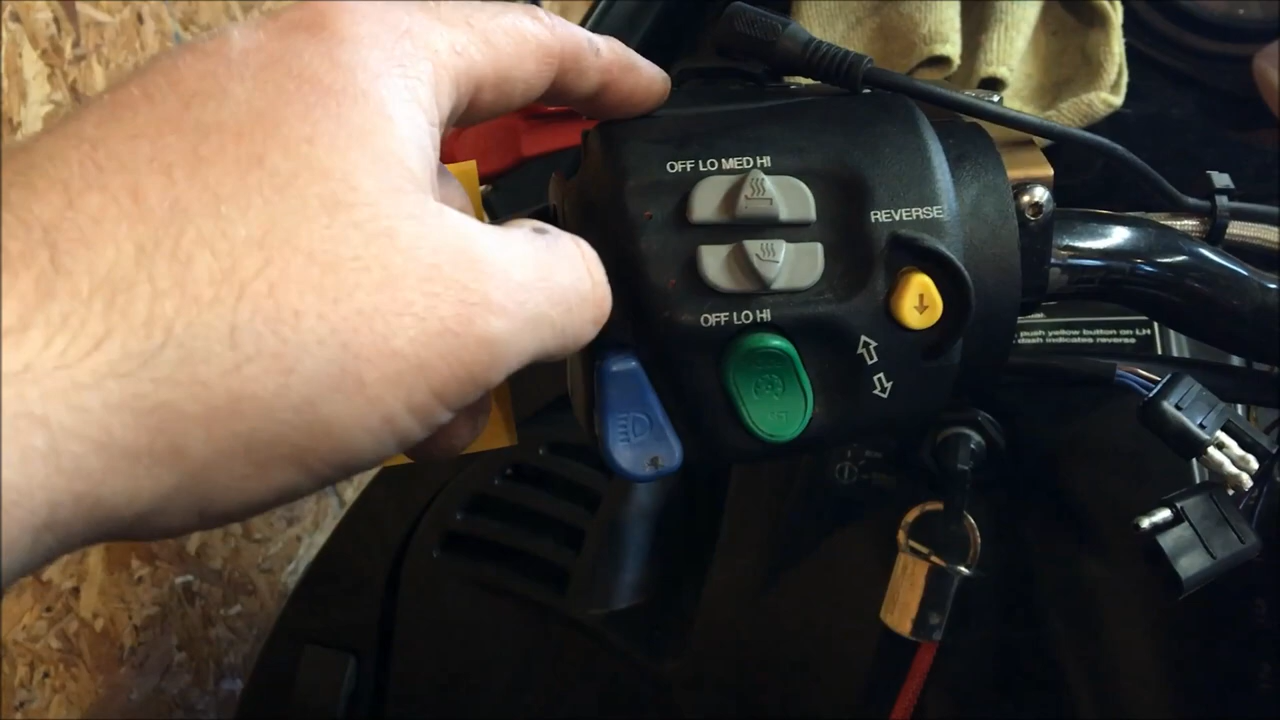 OFF LO MED HI
REVERSE
OFF LO HI
push yellow button on LH
dash indicates reverse